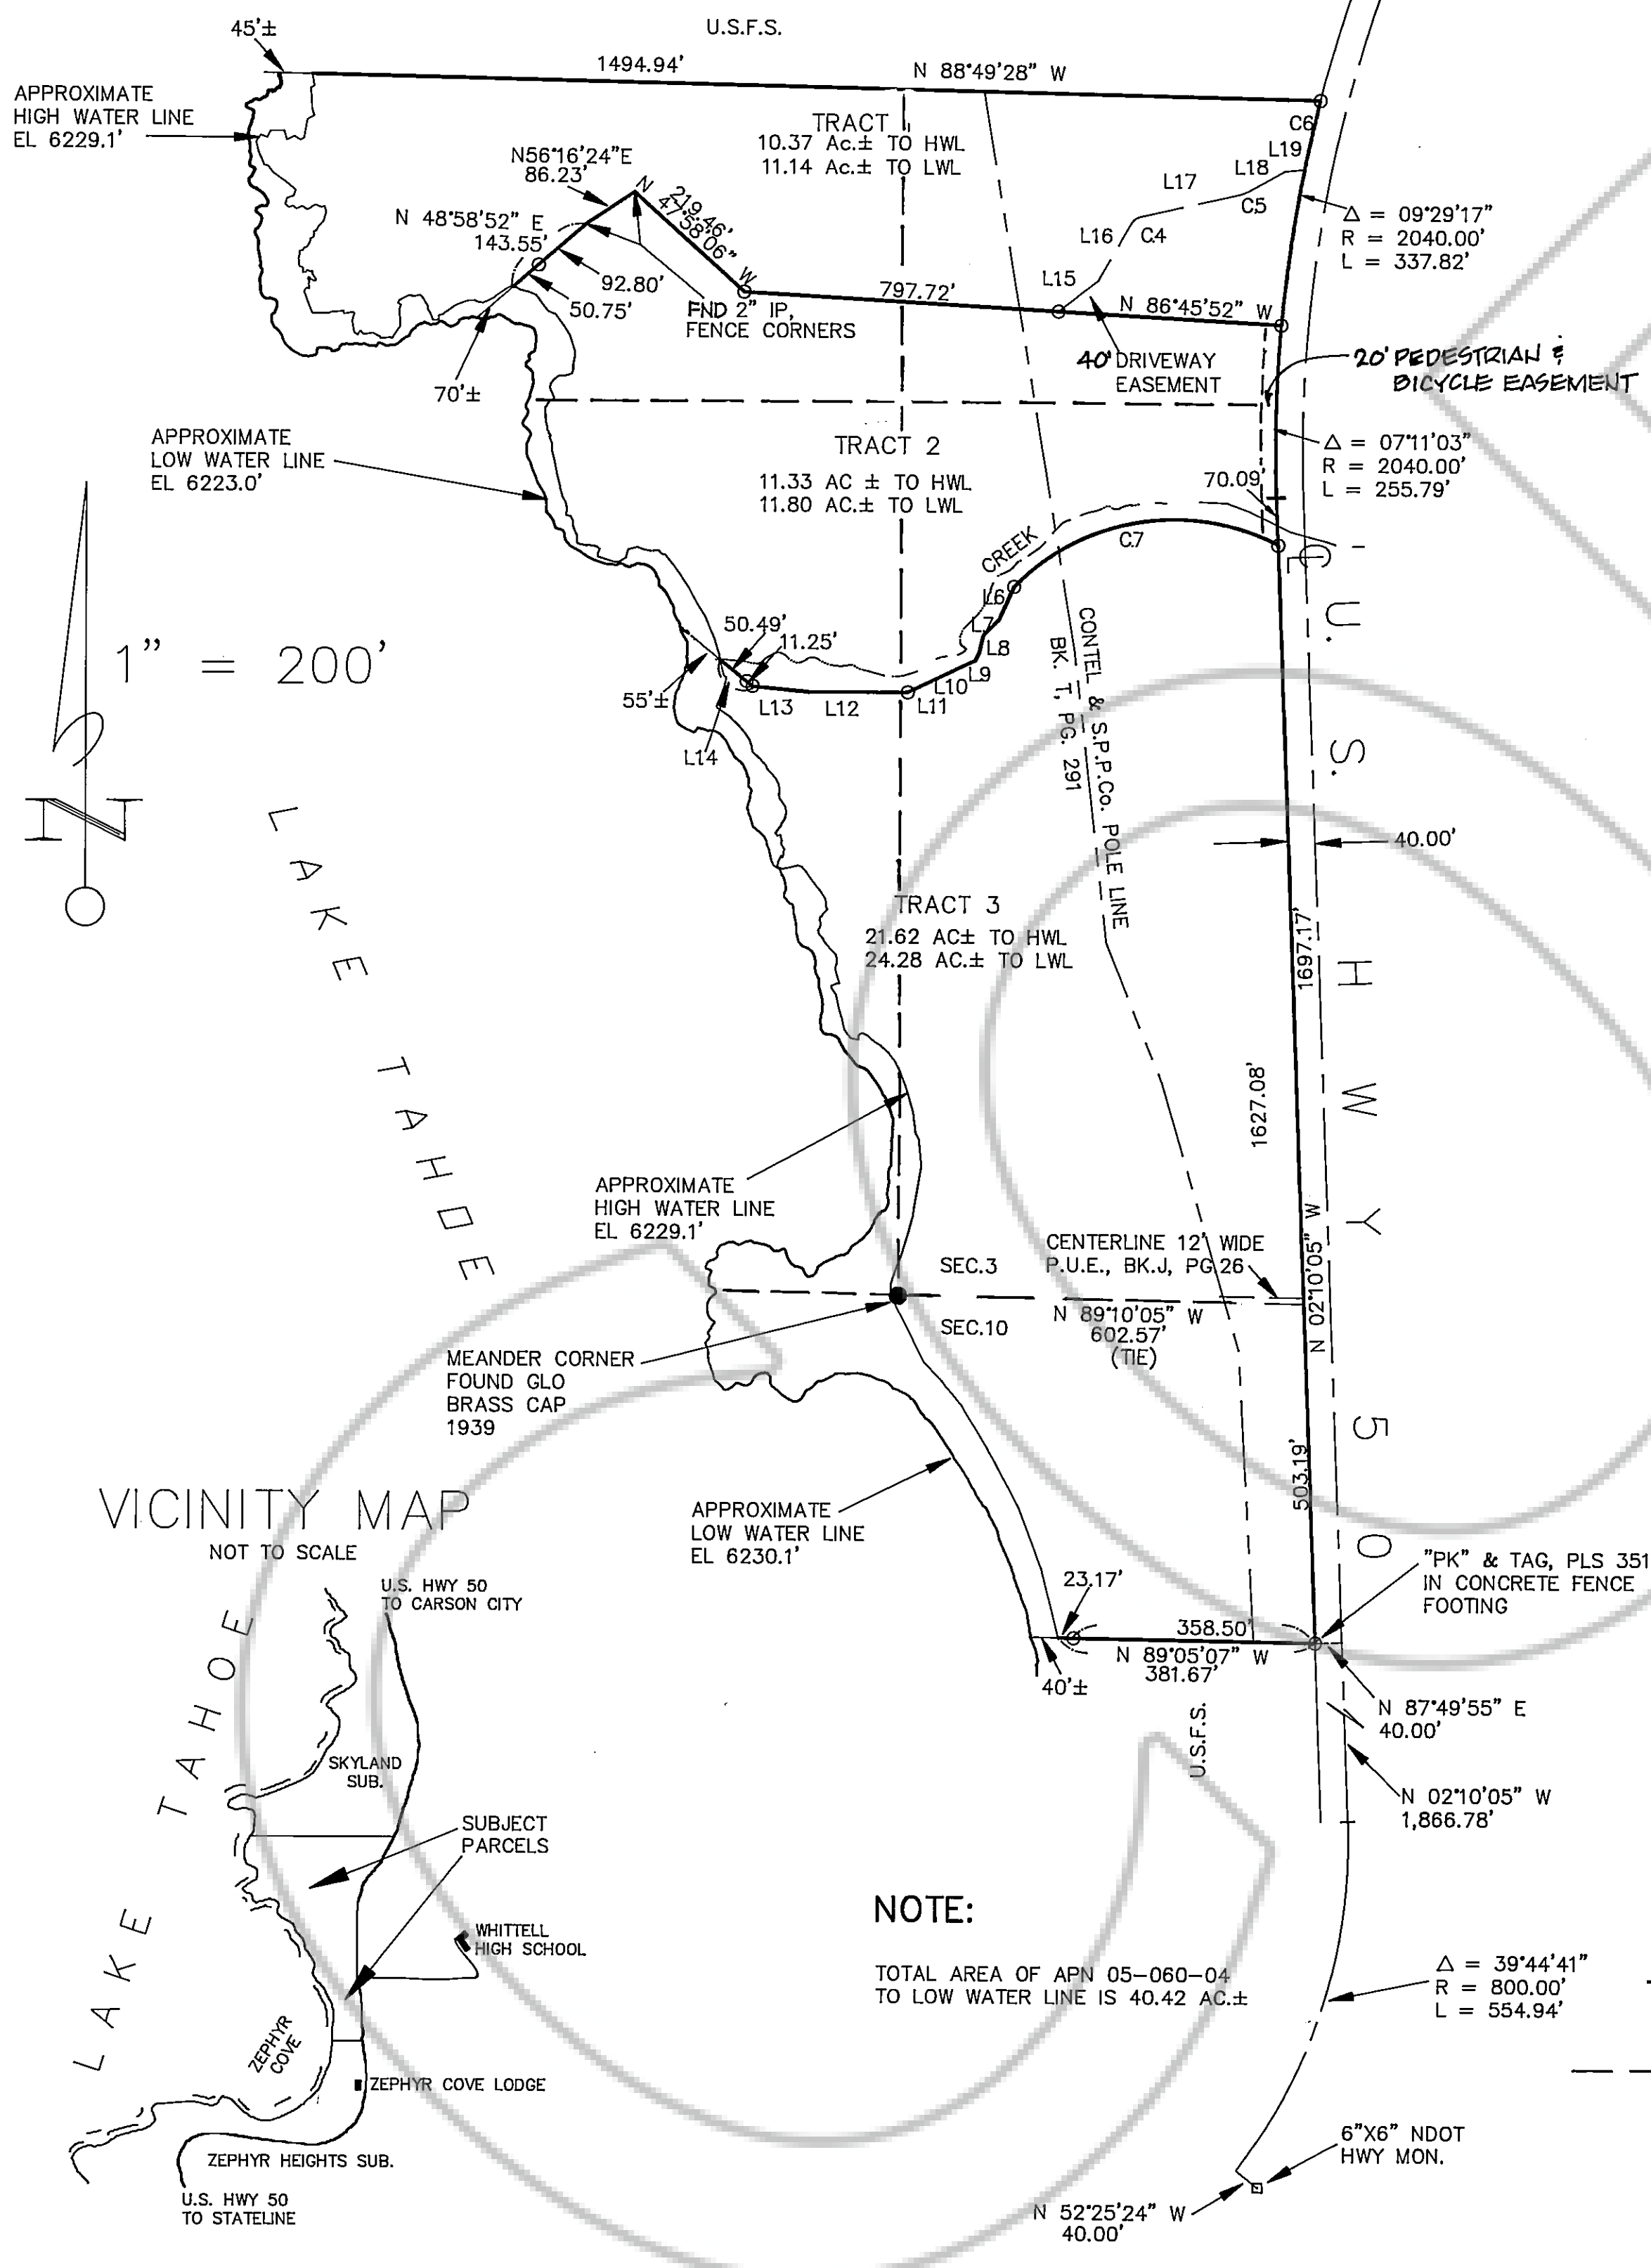 45'±
U.S.F.S.
1494.94'
N 88°49'28" W
APPROXIMATE
HIGH WATER LINE
EL 6229.1'
TRACT 1
10.37 Ac.± TO HWL
11.14 Ac.± TO LWL
C6
L19
L18
L17
C5
L16
C4
L15
N56°16'24"E
86.23'
N 48°58'52" E
143.55'
N 47°58'06" W
219.46'
92.80'
50.75'
FND 2" IP,
FENCE CORNERS
797.72'
N 86°45'52" W
Δ = 09°29'17"
R = 2040.00'
L = 337.82'
70'±
40' DRIVEWAY
EASEMENT
20' PEDESTRIAN &
BICYCLE EASEMENT
APPROXIMATE
LOW WATER LINE
EL 6223.0'
TRACT 2
11.33 AC ± TO HWL
11.80 AC.± TO LWL
Δ = 07°11'03"
R = 2040.00'
L = 255.79'
70.09'
CREEK
C7
L6
L7
L8
L9
L10
L11
L12
L13
L14
50.49'
11.25'
55'±
1" = 200'
N
CL
U.S. HWY 50
CONTEL & S.P.P.Co. POLE LINE
BK. T, PG. 291
LAKE TAHOE
40.00'
TRACT 3
21.62 AC± TO HWL
24.28 AC.± TO LWL
1697.17'
1627.08'
APPROXIMATE
HIGH WATER LINE
EL 6229.1'
CENTERLINE 12' WIDE
P.U.E., BK.J, PG.26
SEC.3
SEC.10
N 89°10'05" W
602.57'
(TIE)
N 02°10'05" W
MEANDER CORNER
FOUND GLO
BRASS CAP
1939
503.19'
APPROXIMATE
LOW WATER LINE
EL 6230.1'
"PK" & TAG, PLS 351
IN CONCRETE FENCE
FOOTING
23.17'
358.50'
N 89°05'07" W
381.67'
40'±
U.S.F.S.
N 87°49'55" E
40.00'
N 02°10'05" W
1,866.78'
VICINITY MAP
NOT TO SCALE
U.S. HWY 50
TO CARSON CITY
LAKE TAHOE
SKYLAND
SUB.
SUBJECT
PARCELS
WHITTELL
HIGH SCHOOL
ZEPHYR
COVE
ZEPHYR COVE LODGE
ZEPHYR HEIGHTS SUB.
U.S. HWY 50
TO STATELINE
NOTE:
TOTAL AREA OF APN 05-060-04
TO LOW WATER LINE IS 40.42 AC.±
Δ = 39°44'41"
R = 800.00'
L = 554.94'
6"X6" NDOT
HWY MON.
N 52°25'24" W
40.00'